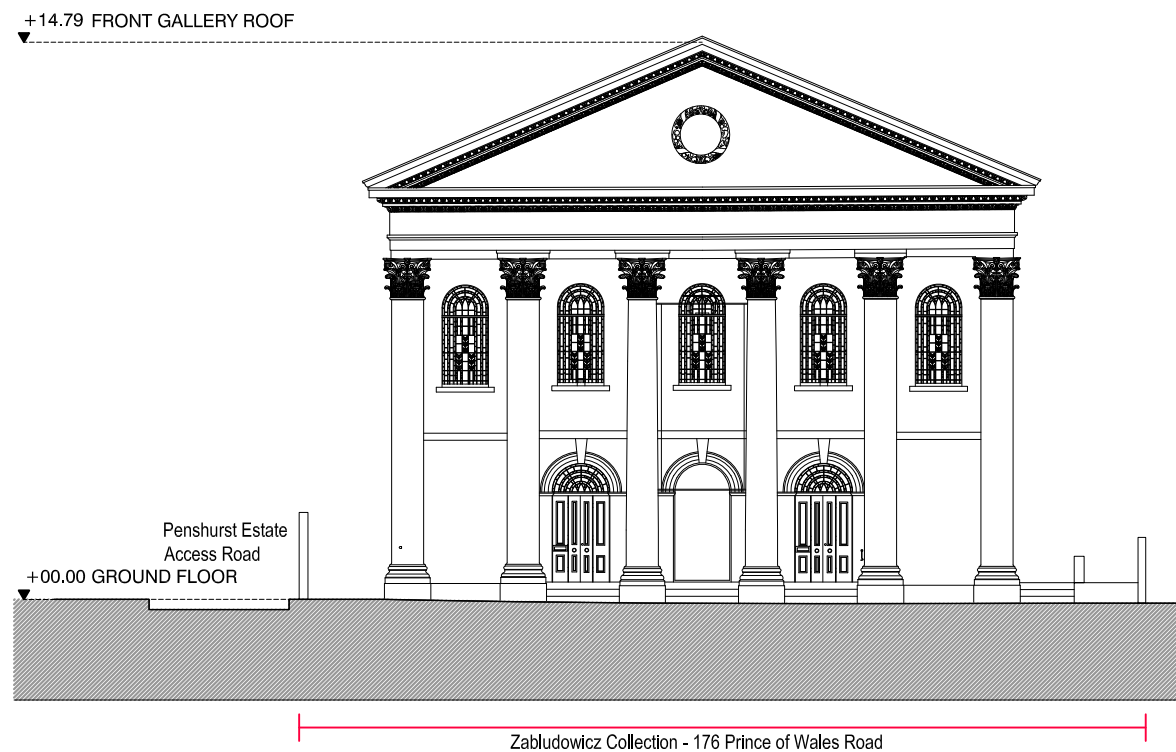 +14.79 FRONT GALLERY ROOF
Penshurst Estate
Access Road
+00.00 GROUND FLOOR
Zabludowicz Collection - 176 Prince of Wales Road